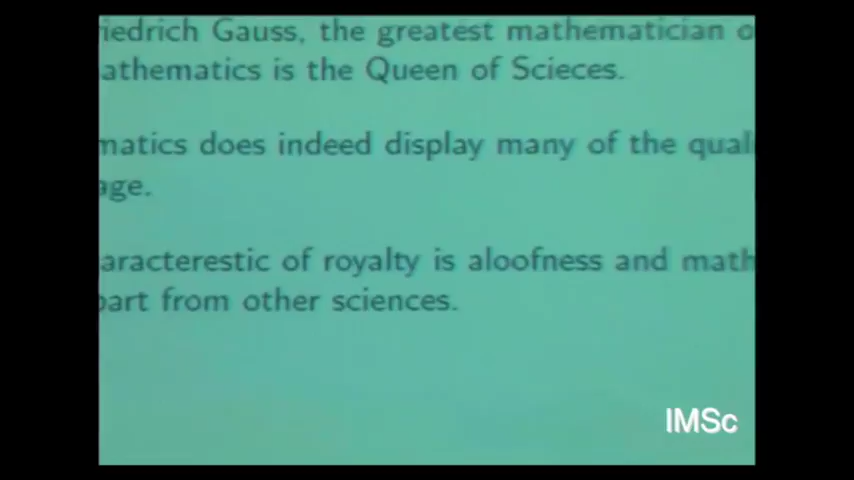 riedrich Gauss, the greatest mathematician o
athematics is the Queen of Scieces.
matics does indeed display many of the quali
age.
aracterestic of royalty is aloofness and math
part from other sciences.
IMSc